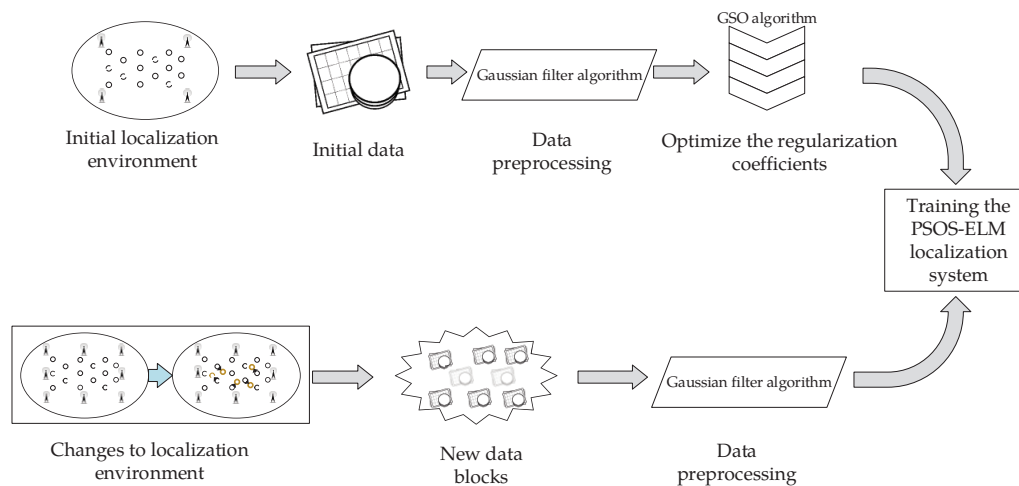 GSO algorithm
Gaussian filter algorithm
Initial localization
environment
Initial data
Data
preprocessing
Optimize the regularization
coefficients
Training the
PSOS-ELM
localization
system
Gaussian filter algorithm
Changes to localization
environment
New data
blocks
Data
preprocessing